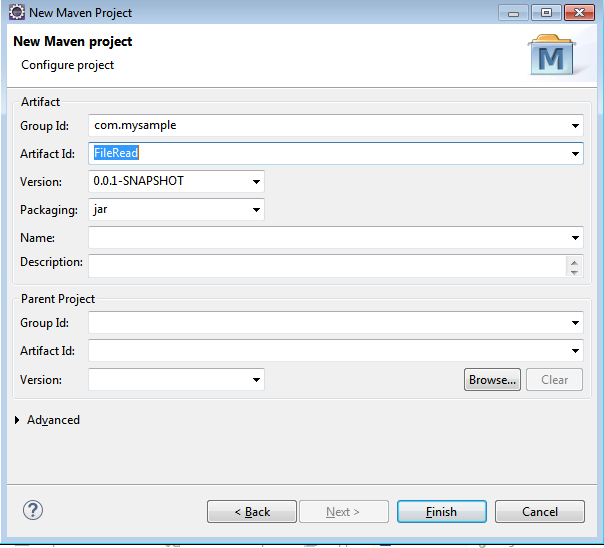 New Maven Project
New Maven project
Configure project
M
Artifact
Group Id: com.mysample
Artifact Id: FileRead
Version: 0.0.1-SNAPSHOT
Packaging: jar
Name:
Description:
Parent Project
Group Id:
Artifact Id:
Version: Browse... Clear
Advanced
? < Back Next > Finish Cancel